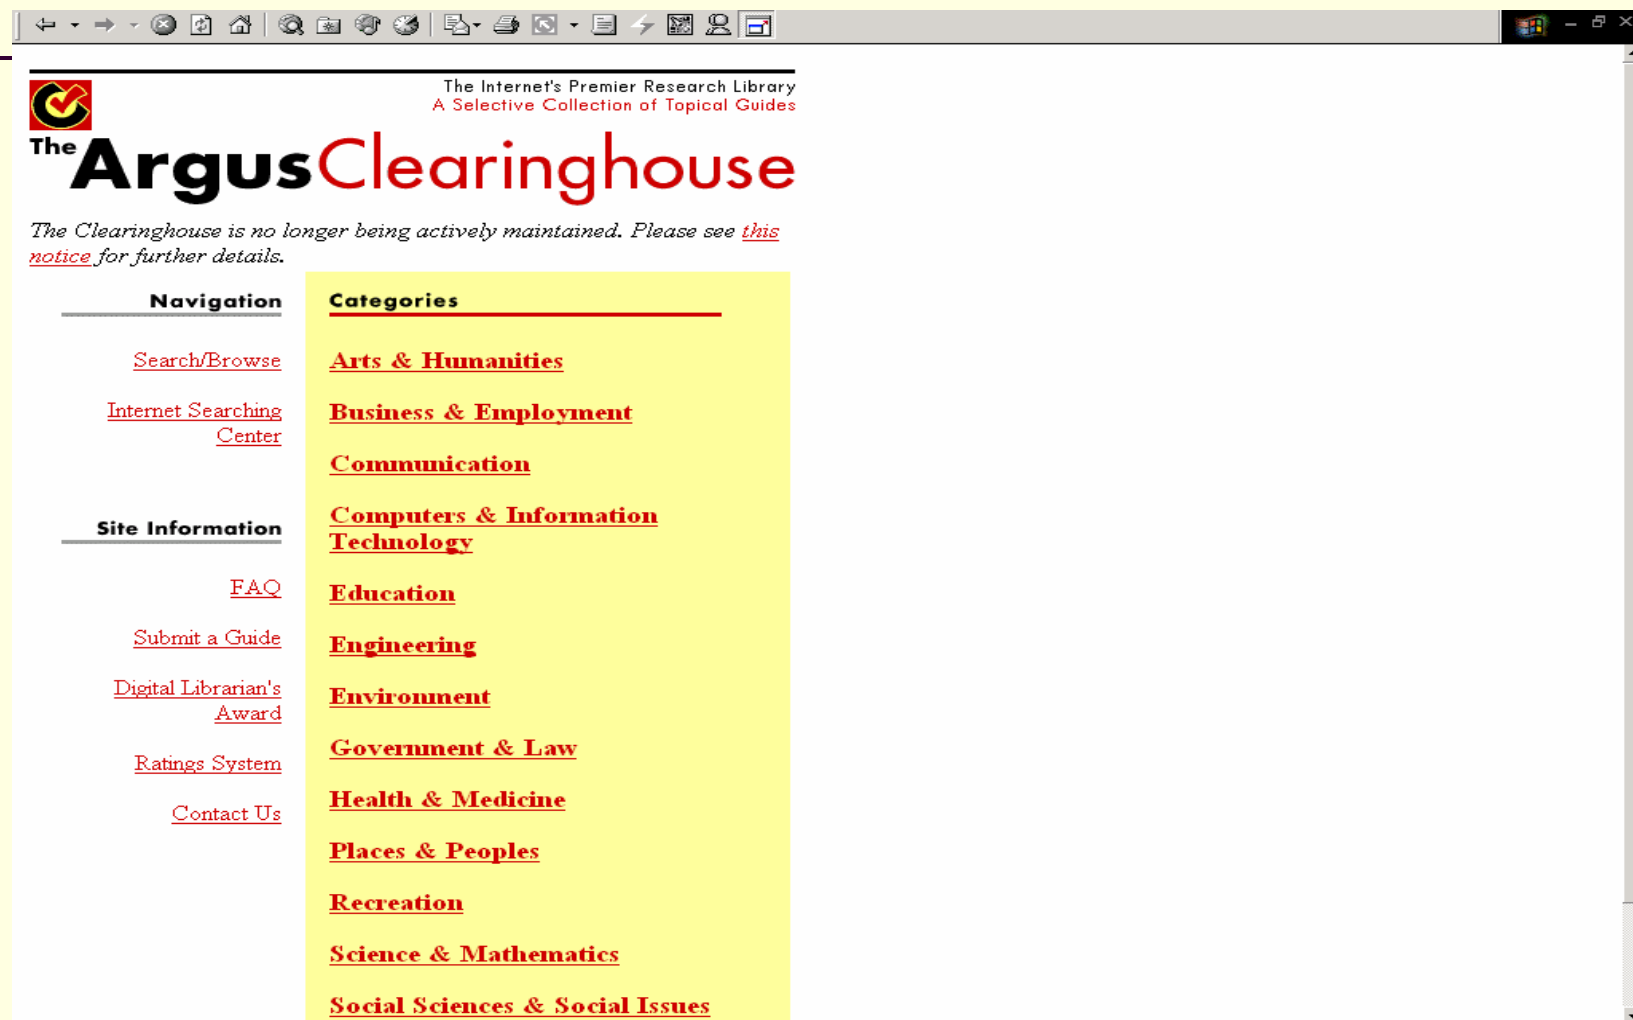 The Internet's Premier Research Library
A Selective Collection of Topical Guides
The Argus Clearinghouse
The Clearinghouse is no longer being actively maintained. Please see this
notice for further details.
Navigation
Search/Browse
Internet Searching
Center
Site Information
FAQ
Submit a Guide
Digital Librarian's
Award
Ratings System
Contact Us
Categories
Arts & Humanities
Business & Employment
Communication
Computers & Information
Technology
Education
Engineering
Environment
Government & Law
Health & Medicine
Places & Peoples
Recreation
Science & Mathematics
Social Sciences & Social Issues